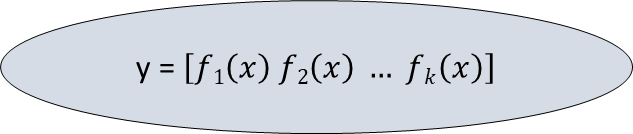 y = [f₁(x) f₂(x) … fₖ(x)]